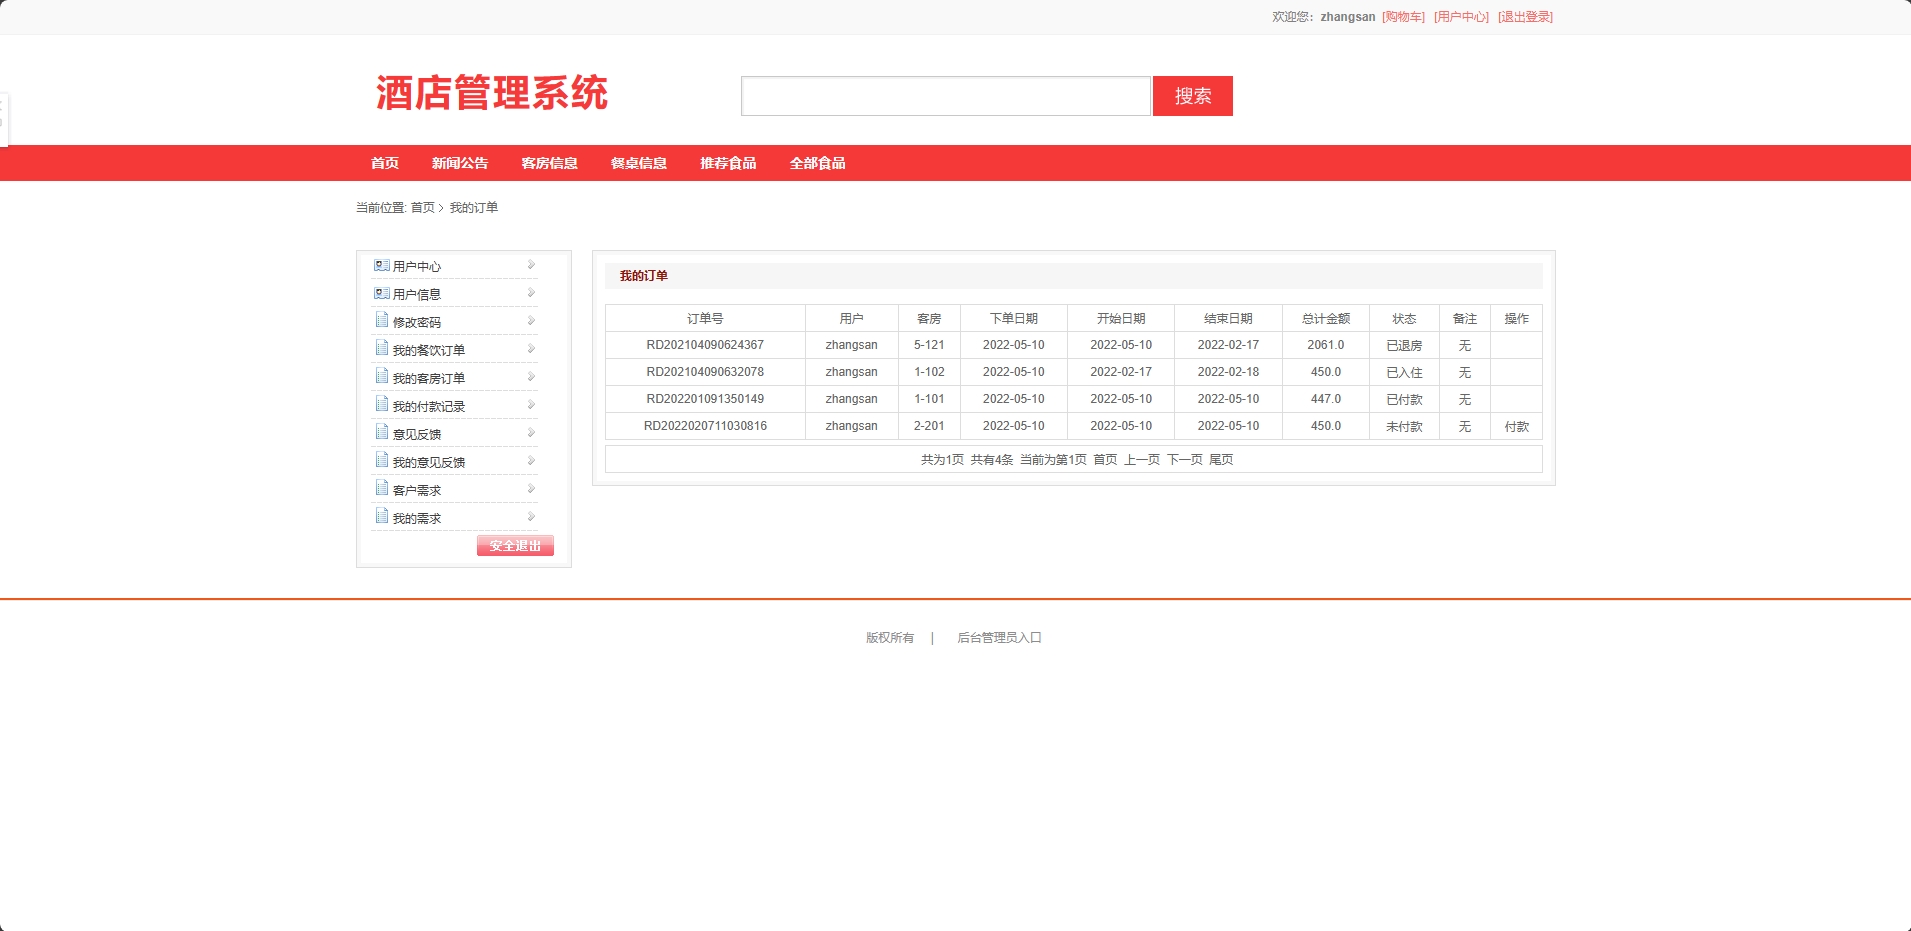 欢迎您：zhangsan [购物车] [用户中心] [退出登录]
酒店管理系统
搜索
首页 新闻公告 客房信息 餐桌信息 推荐食品 全部食品
当前位置: 首页 > 我的订单
用户中心
用户信息
修改密码
我的餐饮订单
我的客房订单
我的付款记录
意见反馈
我的意见反馈
客户需求
我的需求
安全退出
我的订单
订单号 用户 客房 下单日期 开始日期 结束日期 总计金额 状态 备注 操作
RD202104090624367 zhangsan 5-121 2022-05-10 2022-05-10 2022-02-17 2061.0 已退房 无
RD202104090632078 zhangsan 1-102 2022-05-10 2022-02-17 2022-02-18 450.0 已入住 无
RD202201091350149 zhangsan 1-101 2022-05-10 2022-05-10 2022-05-10 447.0 已付款 无
RD2022020711030816 zhangsan 2-201 2022-05-10 2022-05-10 2022-05-10 450.0 未付款 无 付款
共为1页 共有4条 当前为第1页 首页 上一页 下一页 尾页
版权所有 | 后台管理员入口